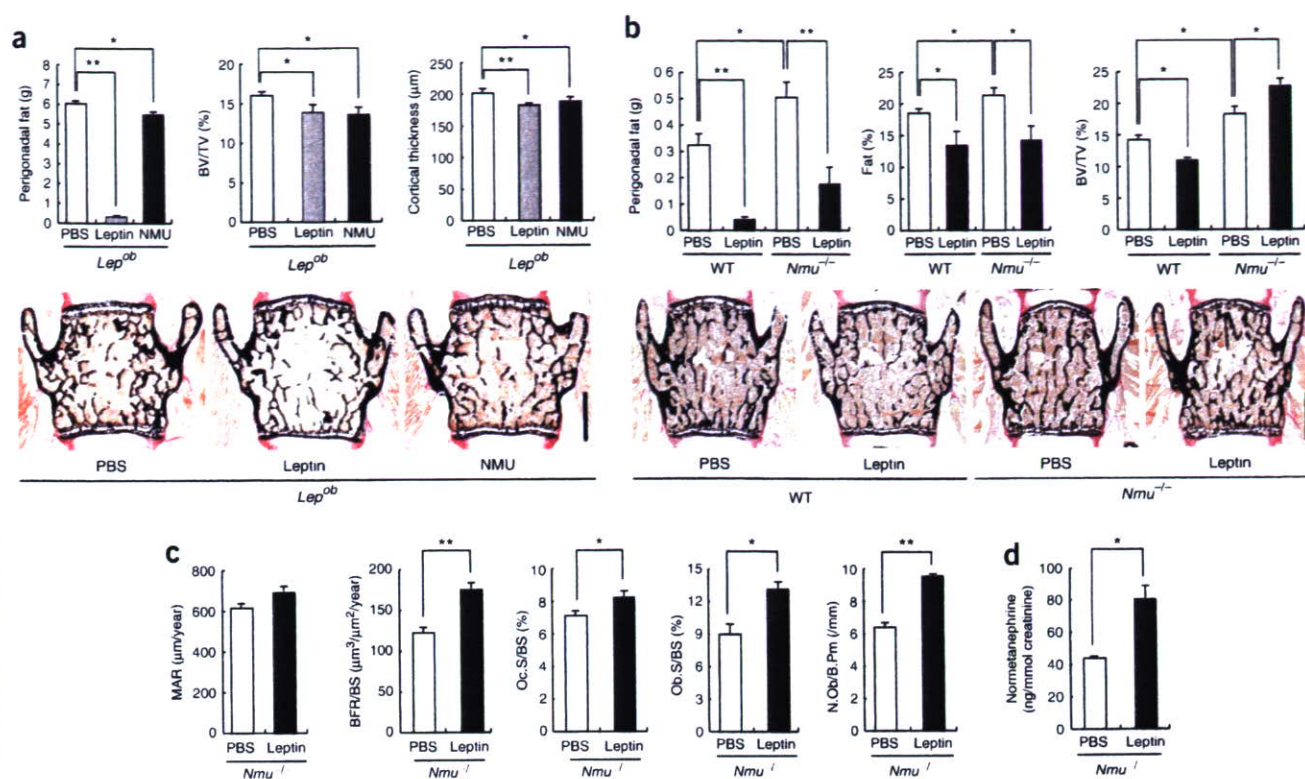 a
Perigonadal fat (g)
7
6
5
4
3
2
1
0
**
*
PBS Leptin NMU
Lep^ob
BV/TV (%)
20
15
10
5
0
*
*
PBS Leptin NMU
Lep^ob
Cortical thickness (µm)
250
200
150
100
50
0
**
*
PBS Leptin NMU
Lep^ob
PBS Leptin NMU
Lep^ob
b
Perigonadal fat (g)
0 6
0 5
0 4
0.3
0.2
0 1
0
*
**
**
PBS Leptin PBS Leptin
WT Nmu^−/−
Fat (%)
25
20
15
10
5
0
*
*
*
PBS Leptin PBS Leptin
WT Nmu^−/−
BV/TV (%)
25
20
15
10
5
0
*
*
*
PBS Leptin PBS Leptin
WT Nmu^−/−
PBS Leptin PBS Leptin
WT Nmu^−/−
c
MAR (µm/year)
800
600
400
200
0
PBS Leptin
Nmu^−/
BFR/BS (µm³/µm²/year)
200
150
100
50
0
**
PBS Leptin
Nmu^−/
Oc.S/BS (%)
10
8
6
4
2
0
*
PBS Leptin
Nmu^−/
Ob.S/BS (%)
15
12
9
6
3
0
*
PBS Leptin
Nmu^−/
N.Ob/B.Pm (/mm)
10
8
6
4
2
0
**
PBS Leptin
Nmu^−/
d
Normetanephrine
(ng/mmol creatinine)
100
80
60
40
20
0
*
PBS Leptin
Nmu^−/